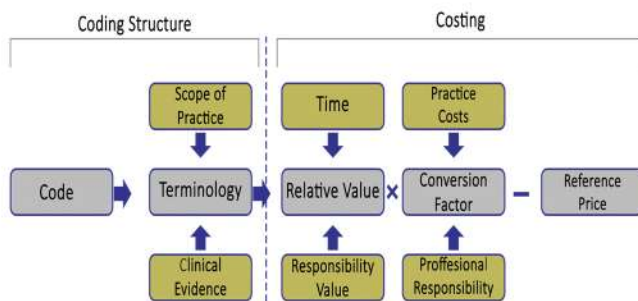 Coding Structure
Costing
Scope of
Practice
Time
Practice
Costs
Code
Terminology
Relative Value
×
Conversion
Factor
–
Reference
Price
Clinical
Evidence
Responsibility
Value
Proffesional
Responsibility